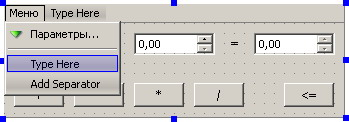 Меню Type Here
Параметры...
0,00 = 0,00
Type Here
Add Separator
* / <=